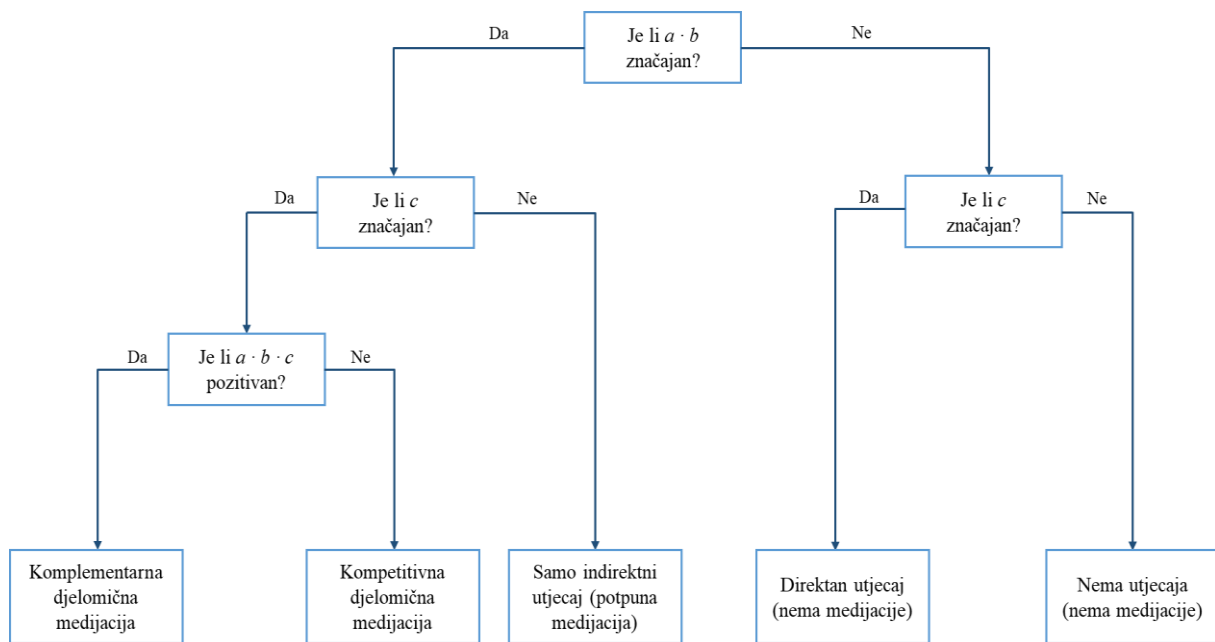 Da
Je li a · b
značajan?
Ne
Da
Je li c
značajan?
Ne
Da
Je li c
značajan?
Ne
Da
Je li a · b · c
pozitivan?
Ne
Komplementarna
djelomična
medijacija
Kompetitivna
djelomična
medijacija
Samo indirektni
utjecaj (potpuna
medijacija)
Direktan utjecaj
(nema medijacije)
Nema utjecaja
(nema medijacije)